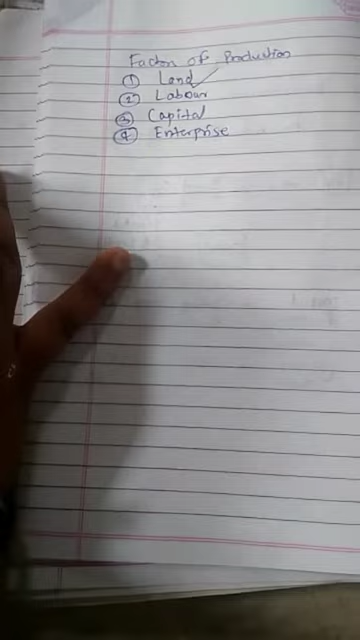 Factors of Production
① Land
② Labour
③ Capital
④ Enterprise